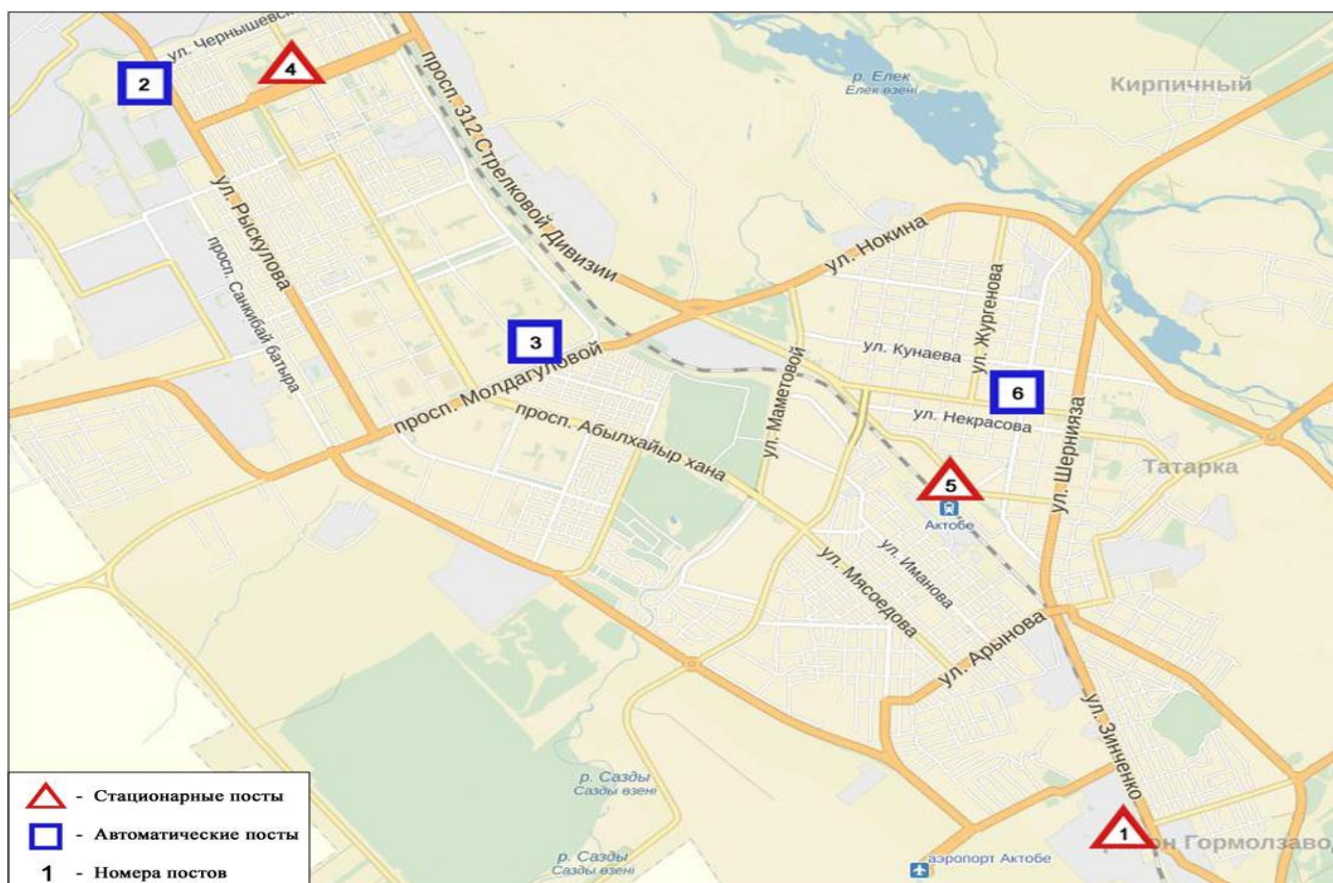 ул. Чернышевск
4
2
просп. 312 Стрелковой Дивизии
р. Елек
Елек өзені
Кирпичный
ул. Рыскулова
просп. Санкибай батыра
ул. Нокина
ул. Жургенова
3
просп. Молдагуловой
ул. Кунаева
ул. Маметовой
6
ул. Некрасова
просп. Абылхайыр хана
ул. Шернияза
Татарка
5
Актобе
ул. Иманова
ул. Мясоедова
ул. Арынова
ул. Зинченко
р. Сазды
Сазды өзені
1
он Гормолзавод
р. Сазды
Сазды өзені
аэропорт Актобе
- Стационарные посты
- Автоматические посты
1 - Номера постов